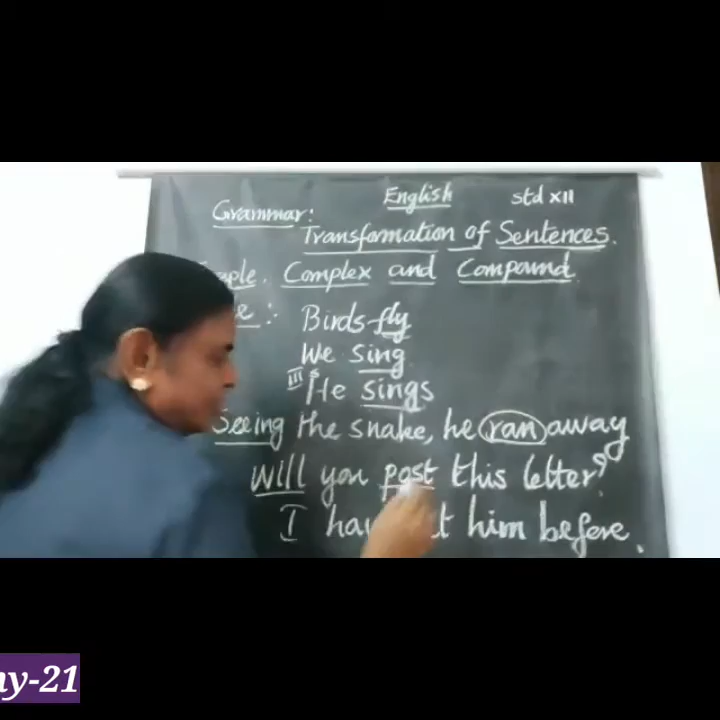 English std XII
Grammar:
Transformation of Sentences.
Complex and Compound
Birds fly
We sing
III He sings
Seeing the snake, he ran away
Will you post this letter?
I him before.
ny-21